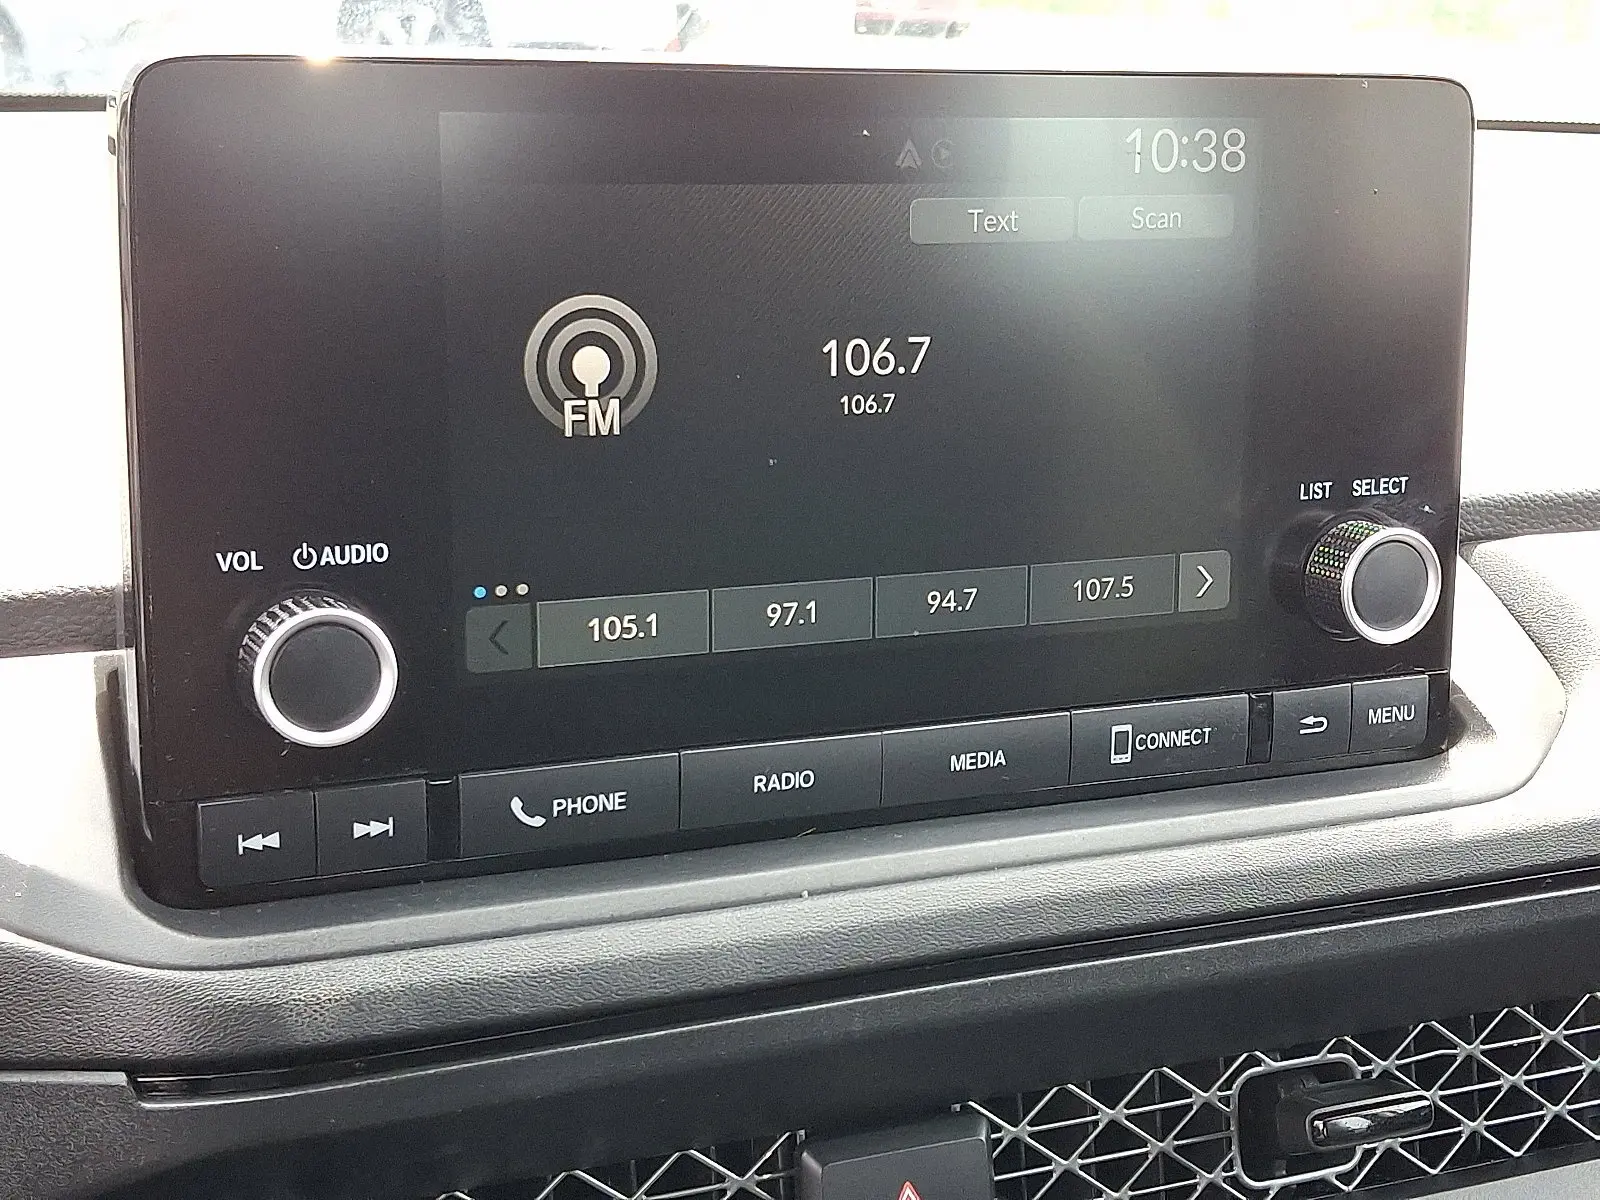 10:38
Text Scan
FM
106.7
106.7
LIST SELECT
VOL AUDIO
105.1 97.1 94.7 107.5
PHONE RADIO MEDIA CONNECT MENU